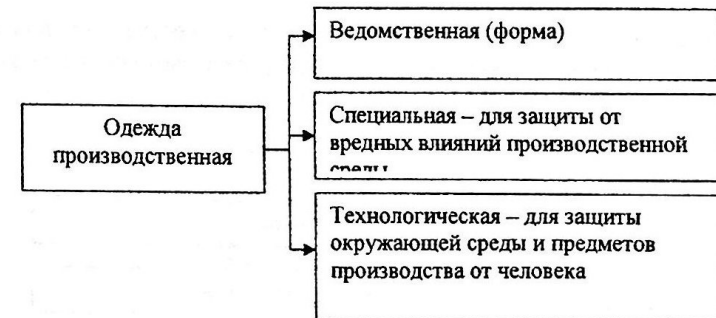 Ведомственная (форма)
Одежда
производственная
Специальная – для защиты от
вредных влияний производственной
среды
Технологическая – для защиты
окружающей среды и предметов
производства от человека